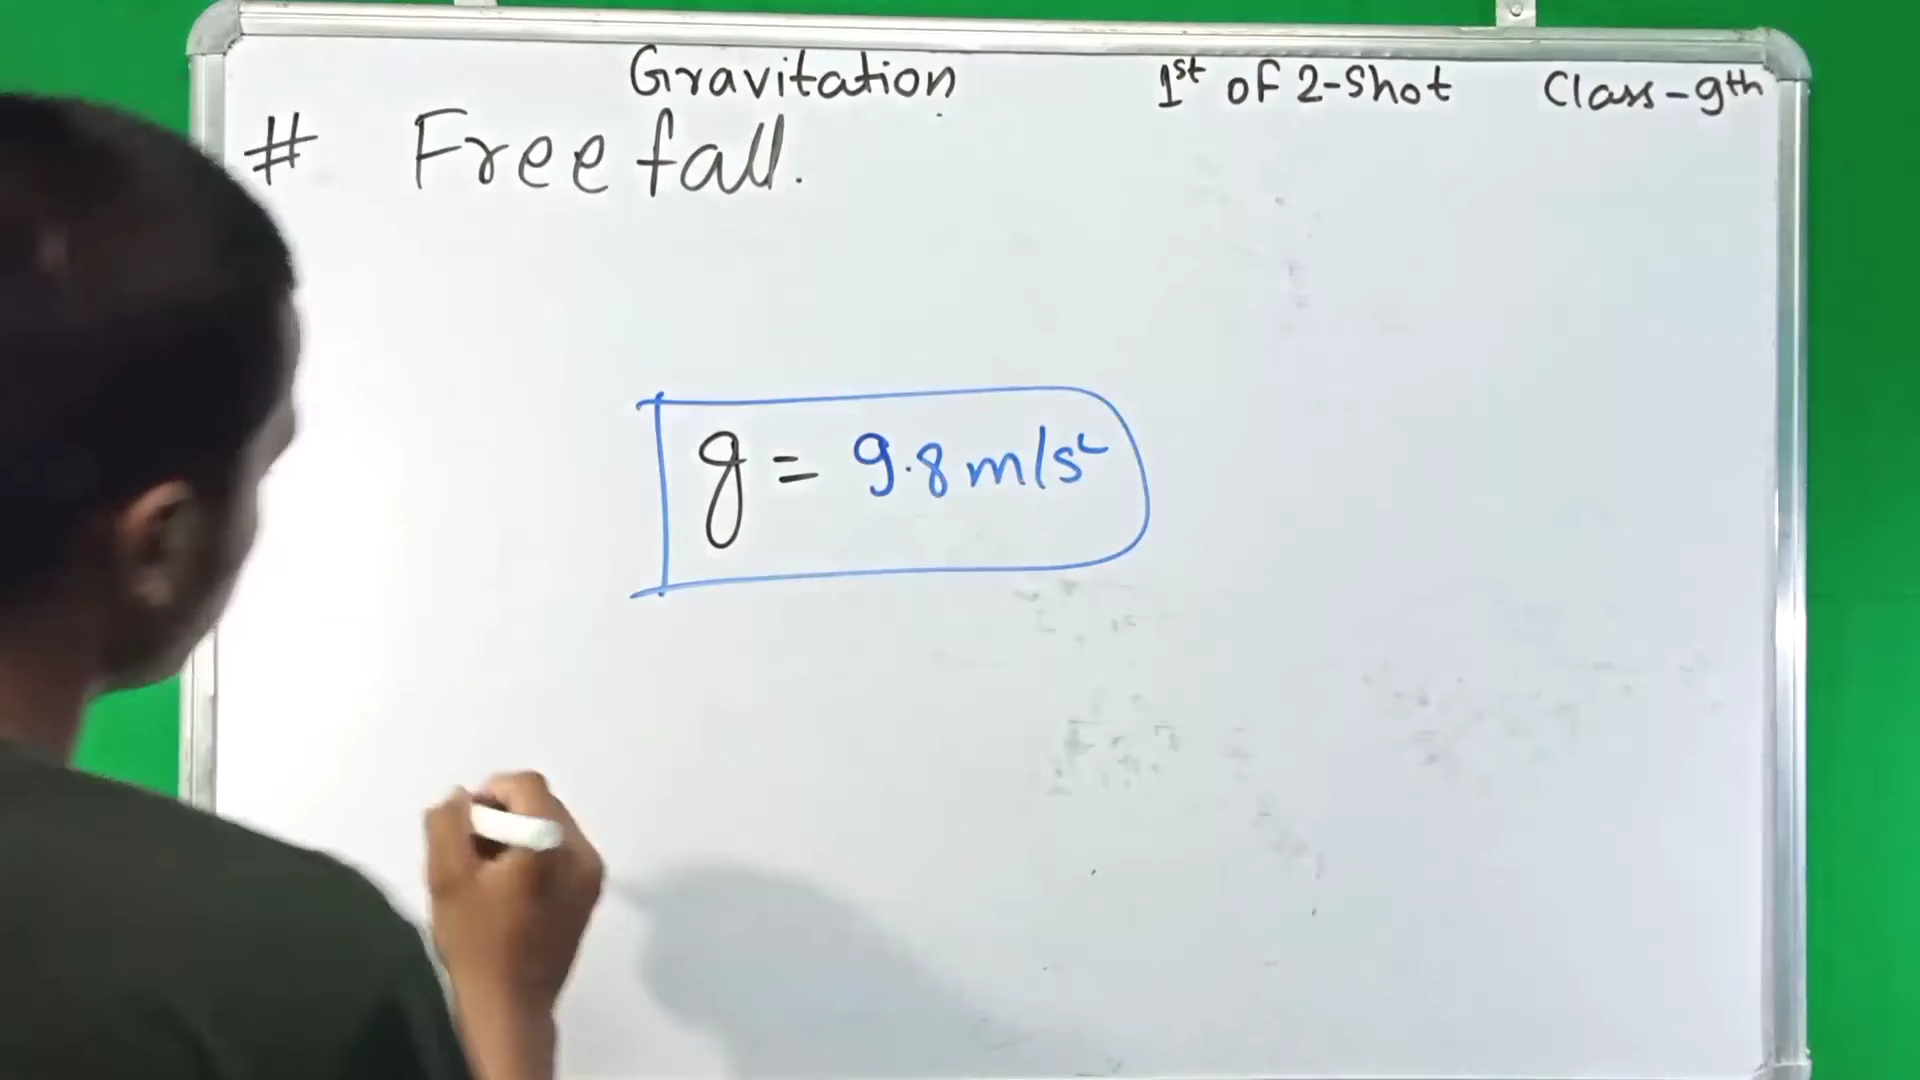 Gravitation 1st of 2-Shot Class-9th
# Free fall.
g = 9.8 m/s²